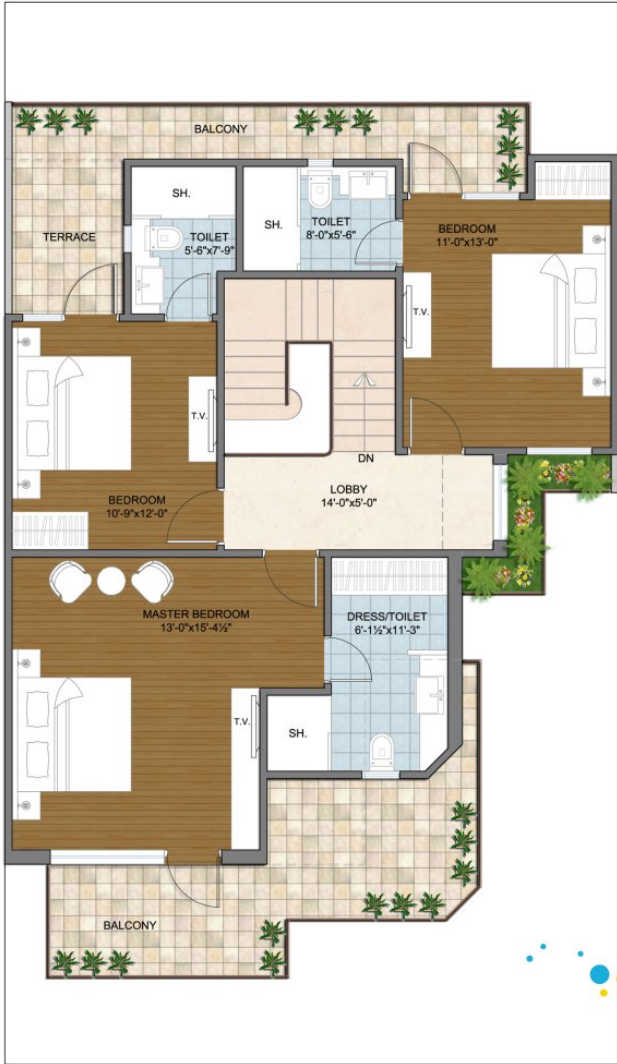 BALCONY
SH.
TOILET
5'-6"x7'-9"
SH.
TOILET
8'-0"x5'-6"
TERRACE
BEDROOM
11'-0"x13'-0"
T.V.
T.V.
DN
LOBBY
14'-0"x5'-0"
BEDROOM
10'-9"x12'-0"
MASTER BEDROOM
13'-0"x15'-4½"
DRESS/TOILET
6'-1½"x11'-3"
T.V.
SH.
BALCONY